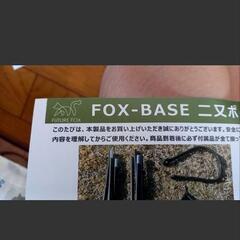 FUTURE FOX
FOX-BASE 二又ポ
このたびは、本製品をお買い上げいただき誠にありがとうございます。安全に
内容を理解してからご使用ください。商品到着後に必ず付属品が全て揃っ